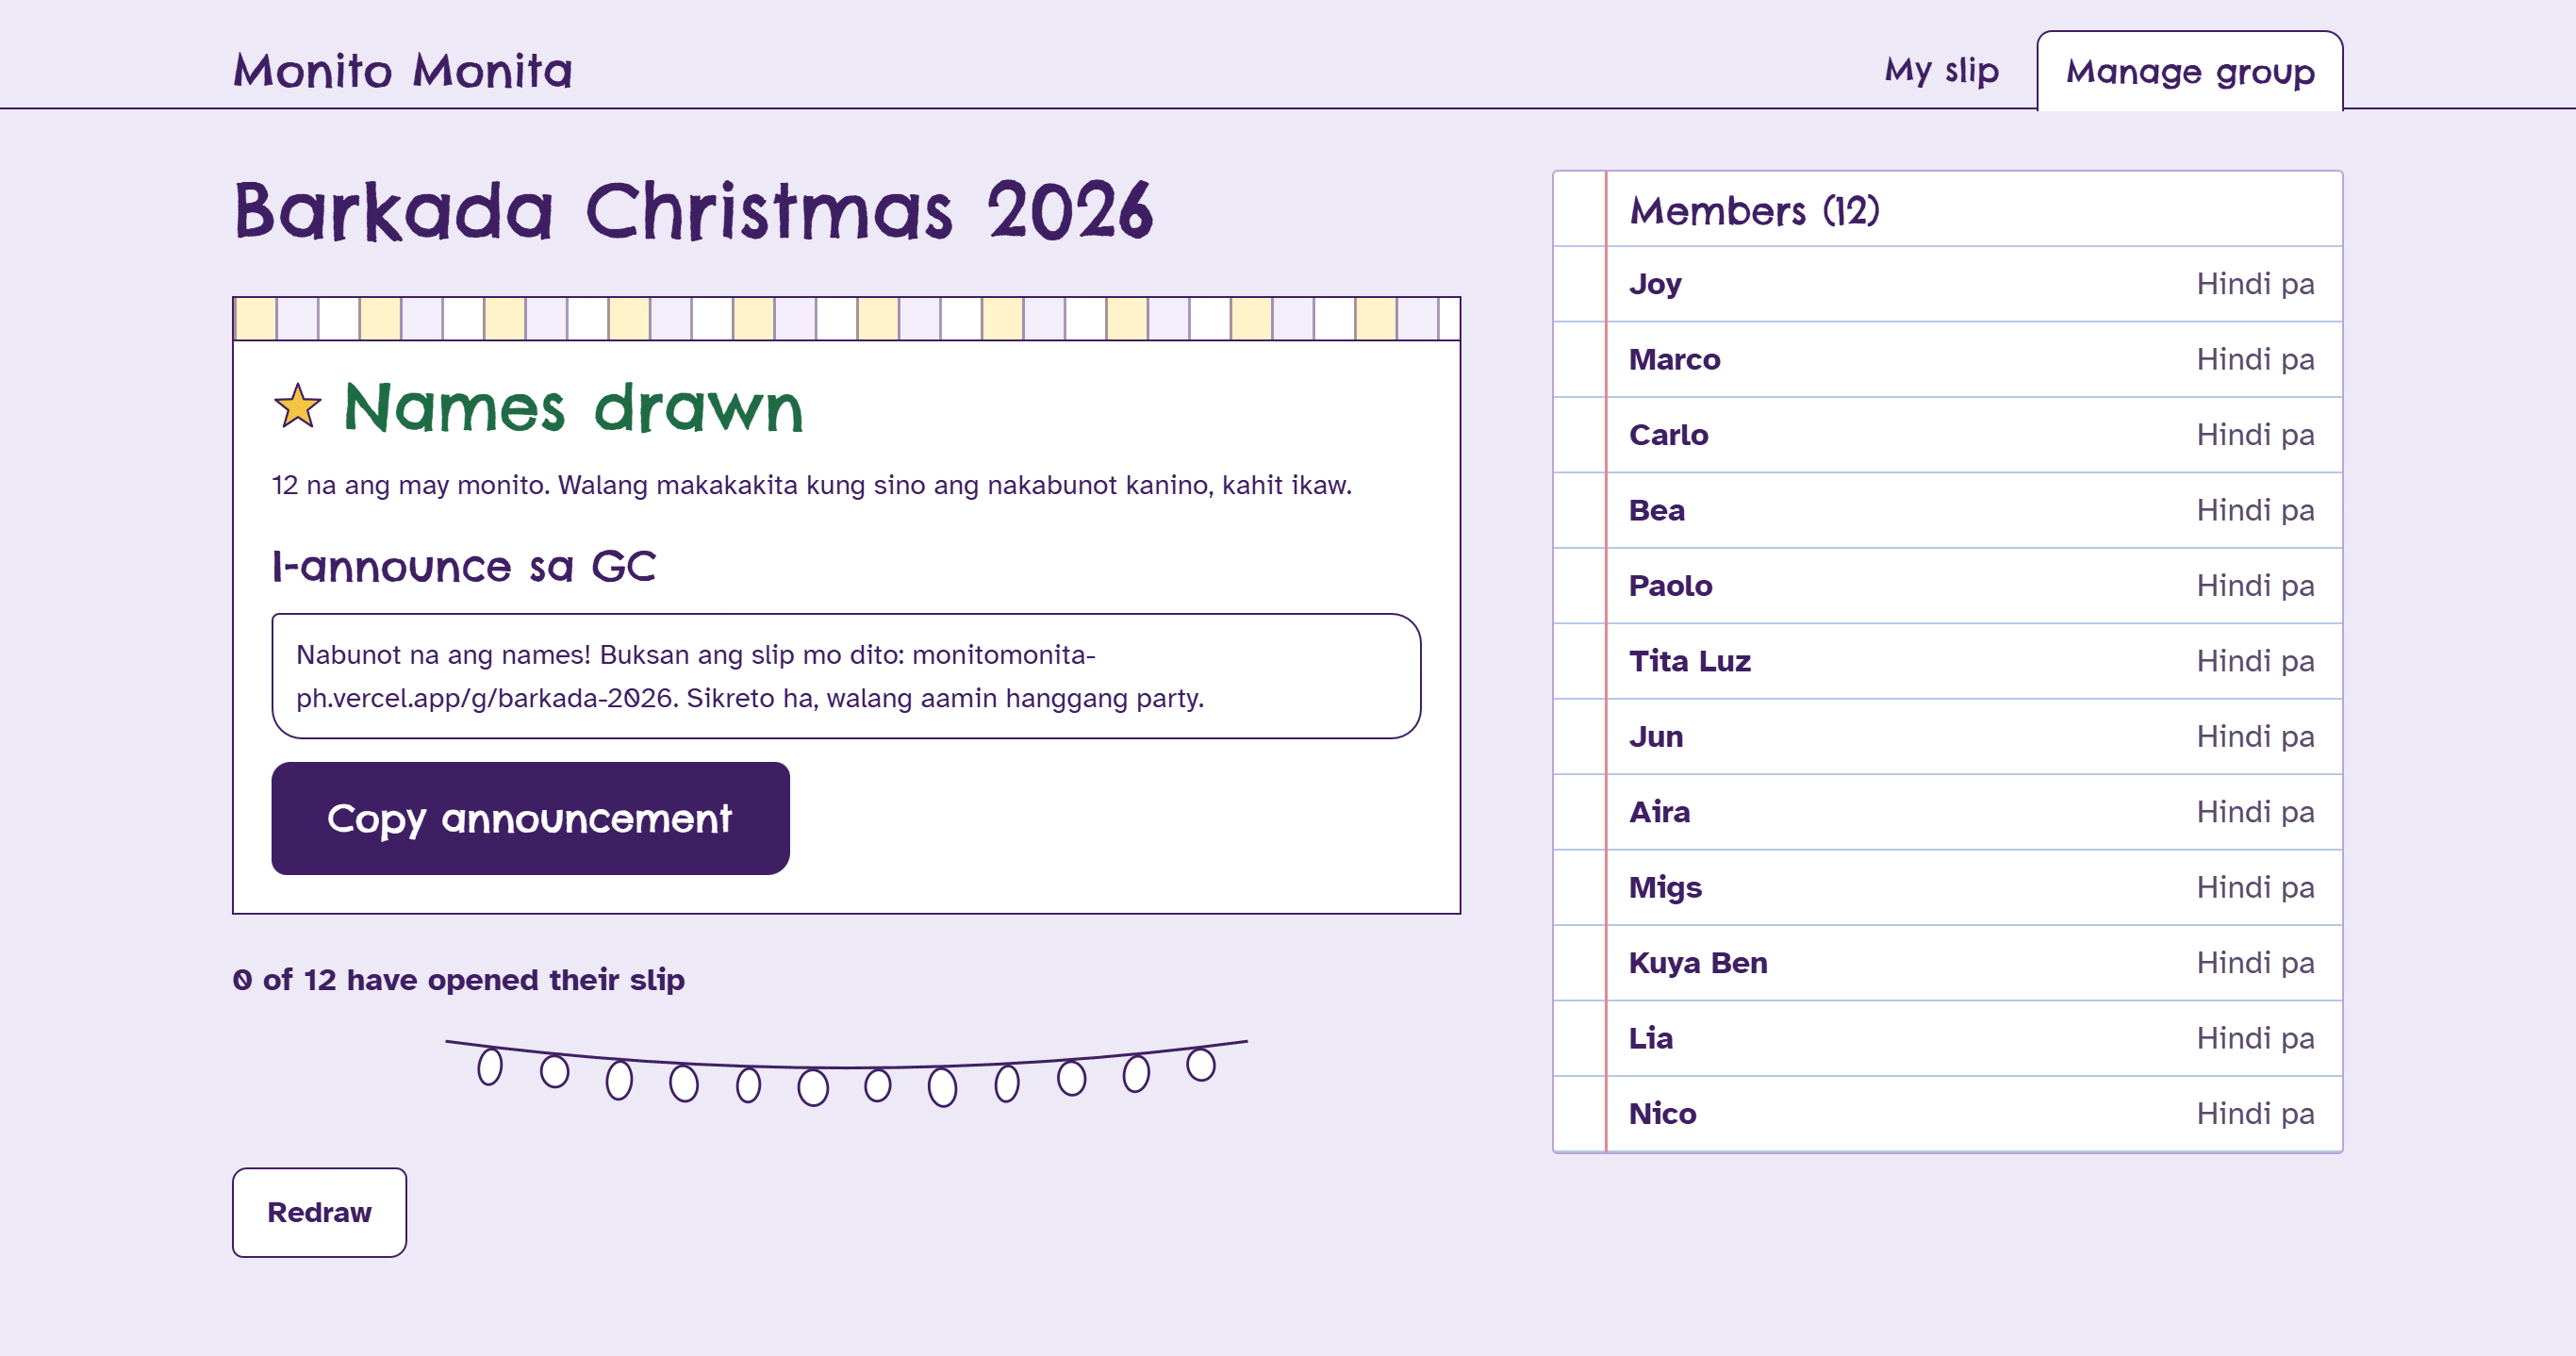 Monito Monita
My slip
Manage group
Barkada Christmas 2026
Names drawn
12 na ang may monito. Walang makakakita kung sino ang nakabunot kanino, kahit ikaw.
I-announce sa GC
Nabunot na ang names! Buksan ang slip mo dito: monitomonita-
ph.vercel.app/g/barkada-2026. Sikreto ha, walang aamin hanggang party.
Copy announcement
0 of 12 have opened their slip
Redraw
Members (12)
Joy Hindi pa
Marco Hindi pa
Carlo Hindi pa
Bea Hindi pa
Paolo Hindi pa
Tita Luz Hindi pa
Jun Hindi pa
Aira Hindi pa
Migs Hindi pa
Kuya Ben Hindi pa
Lia Hindi pa
Nico Hindi pa